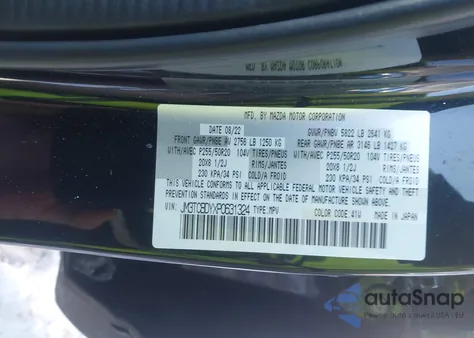 MFD. BY MAZDA MOTOR CORPORATION
DATE 08/22 GVWR/PNBV 5822 LB 2641 KG
FRONT GAWR/PNBE AV 2756 LB 1250 KG REAR GAWR/PNBE AR 3146 LB 1427 KG
WITH/AVEC P255/50R20 104V TIRES/PNEUS WITH/AVEC P255/50R20 104V TIRES/PNEUS
20X8 1/2J RIMS/JANTES 20X8 1/2J RIMS/JANTES
230 KPA/34 PSI COLD/A FROID 230 KPA/34 PSI COLD/A FROID
THIS VEHICLE CONFORMS TO ALL APPLICABLE FEDERAL MOTOR VEHICLE SAFETY, BUMPER, AND THEFT
PREVENTION STANDARDS IN EFFECT ON THE DATE OF MANUFACTURE SHOWN ABOVE.
VIN: JM3TCBDYXP0631324 TYPE:MPV COLOR CODE 41W MADE IN JAPAN
autoSnap